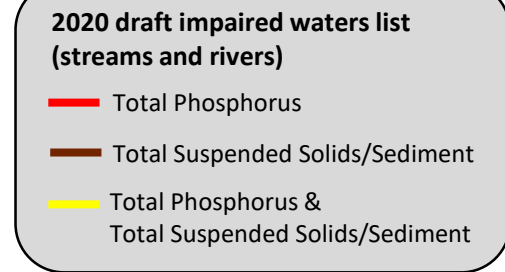 2020 draft impaired waters list
(streams and rivers)
Total Phosphorus
Total Suspended Solids/Sediment
Total Phosphorus &
Total Suspended Solids/Sediment